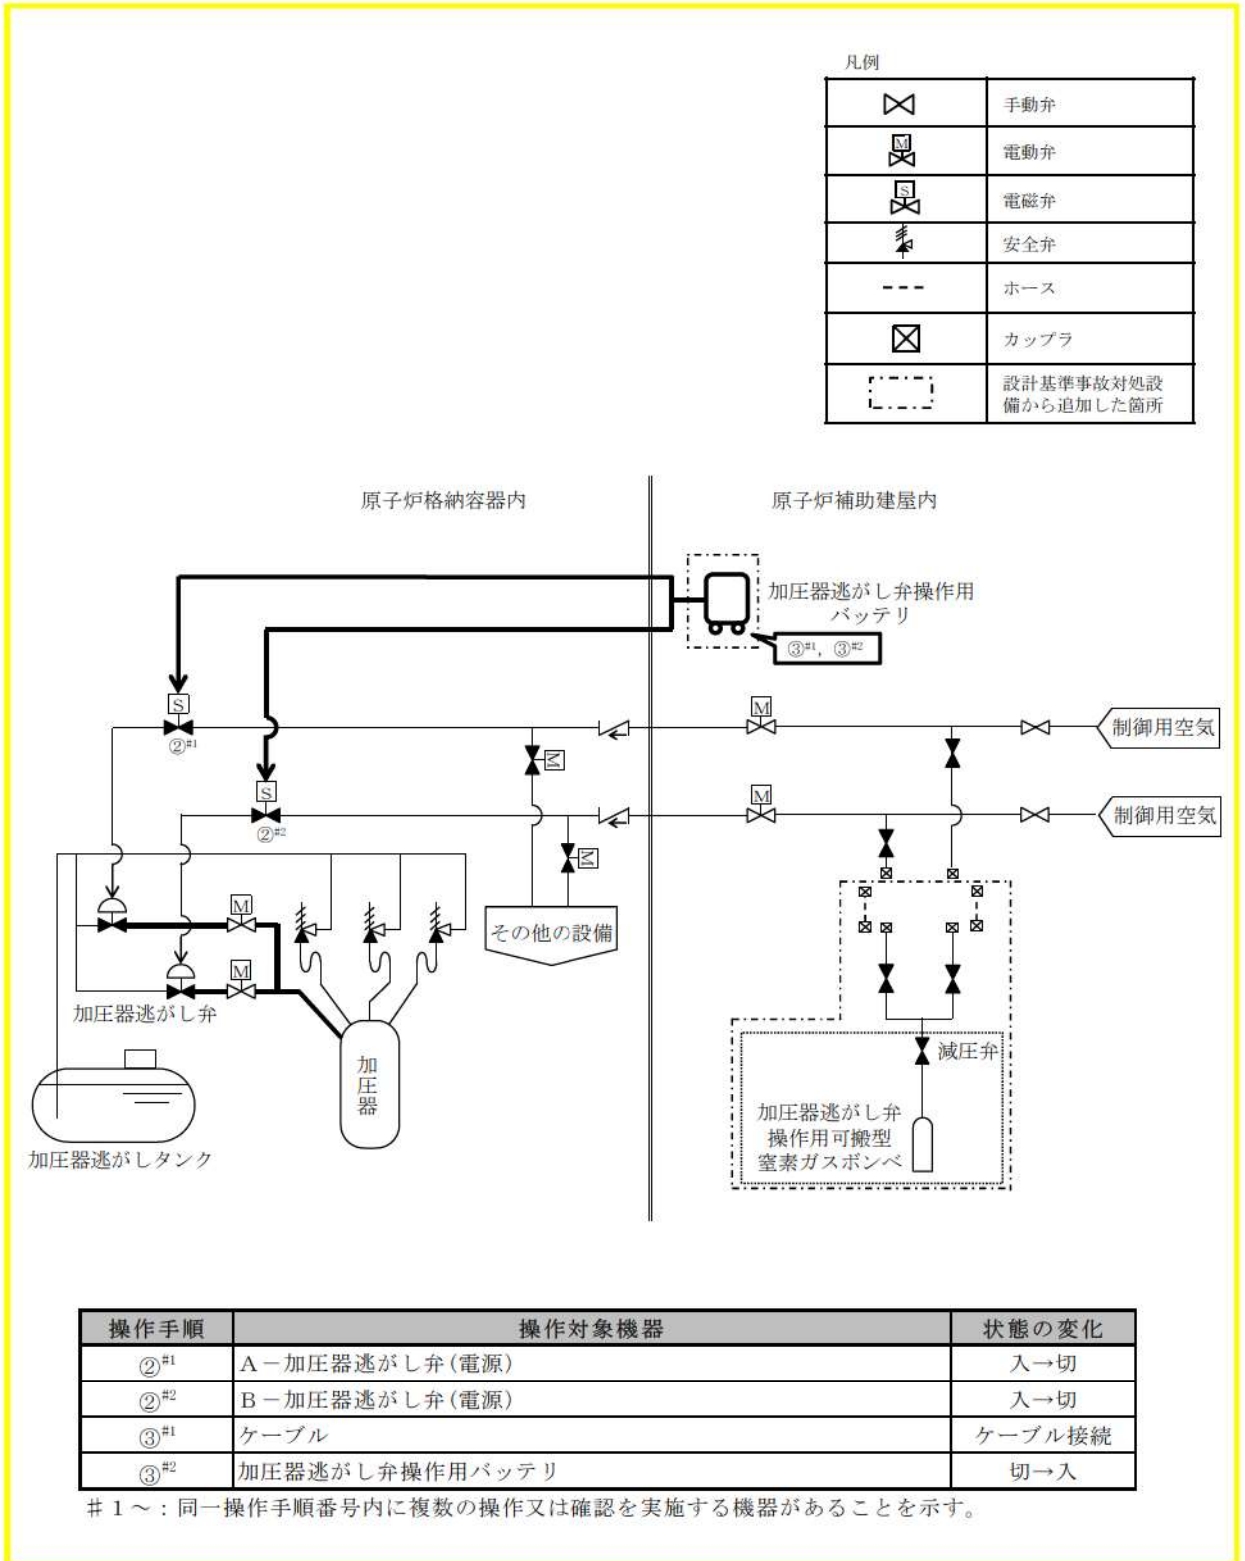 凡例
手動弁
M
電動弁
S
電磁弁
安全弁
ホース
カップラ
設計基準事故対処設
備から追加した箇所
原子炉格納容器内
原子炉補助建屋内
加圧器逃がし弁操作用
バッテリ
③#1, ③#2
S
②#1
M
制御用空気
M
S
②#2
M
制御用空気
M
M
その他の設備
M
加圧器逃がし弁
加圧器
減圧弁
加圧器逃がし弁
操作用可搬型
窒素ガスボンベ
加圧器逃がしタンク
操作手順 操作対象機器 状態の変化
②#1 A-加圧器逃がし弁(電源) 入→切
②#2 B-加圧器逃がし弁(電源) 入→切
③#1 ケーブル ケーブル接続
③#2 加圧器逃がし弁操作用バッテリ 切→入
#1~:同一操作手順番号内に複数の操作又は確認を実施する機器があることを示す。